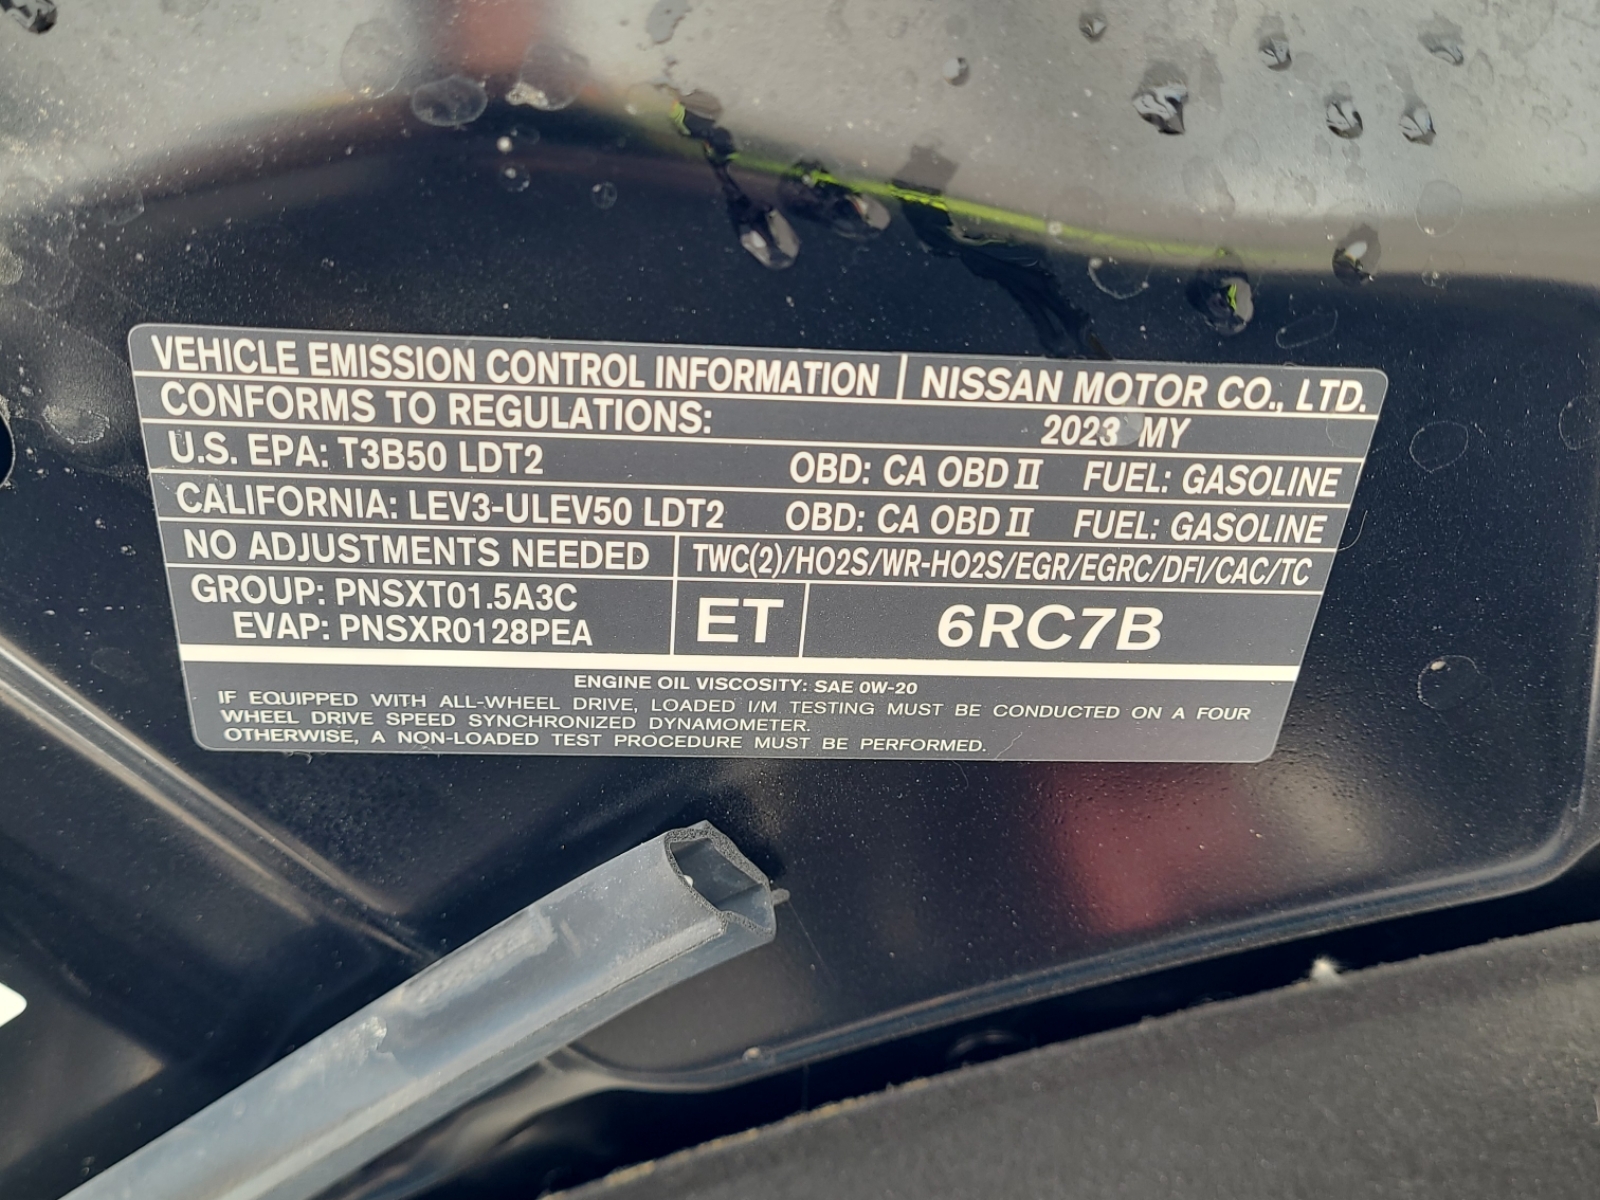 VEHICLE EMISSION CONTROL INFORMATION NISSAN MOTOR CO., LTD.
CONFORMS TO REGULATIONS: 2023 MY
U.S. EPA: T3B50 LDT2 OBD: CA OBD II FUEL: GASOLINE
CALIFORNIA: LEV3-ULEV50 LDT2 OBD: CA OBD II FUEL: GASOLINE
NO ADJUSTMENTS NEEDED TWC(2)/HO2S/WR-HO2S/EGR/EGRC/DFI/CAC/TC
GROUP: PNSXT01.5A3C
EVAP: PNSXR0128PEA
ET 6RC7B
ENGINE OIL VISCOSITY: SAE 0W-20
IF EQUIPPED WITH ALL-WHEEL DRIVE, LOADED I/M TESTING MUST BE CONDUCTED ON A FOUR
WHEEL DRIVE SPEED SYNCHRONIZED DYNAMOMETER.
OTHERWISE, A NON-LOADED TEST PROCEDURE MUST BE PERFORMED.